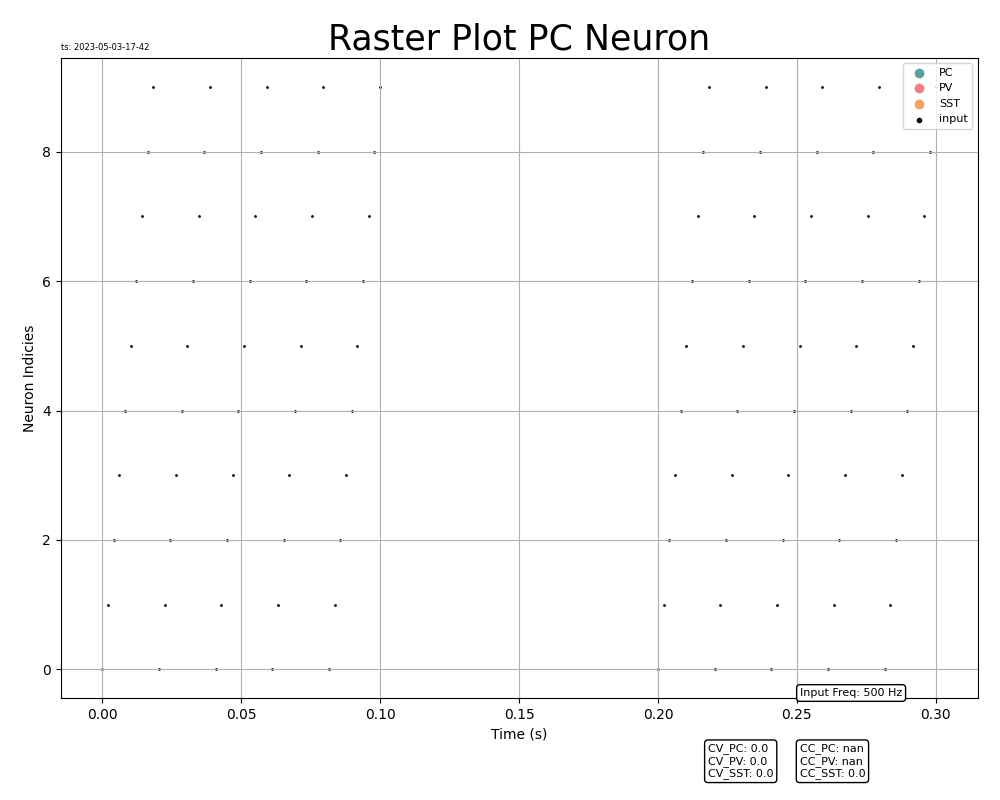 Raster Plot PC Neuron
ts: 2023-05-03-17-42
PC
PV
SST
input
8
6
4
2
0
Neuron Indicies
0.00 0.05 0.10 0.15 0.20 0.25 0.30
Time (s)
Input Freq: 500 Hz
CV_PC: 0.0
CV_PV: 0.0
CV_SST: 0.0
CC_PC: nan
CC_PV: nan
CC_SST: 0.0